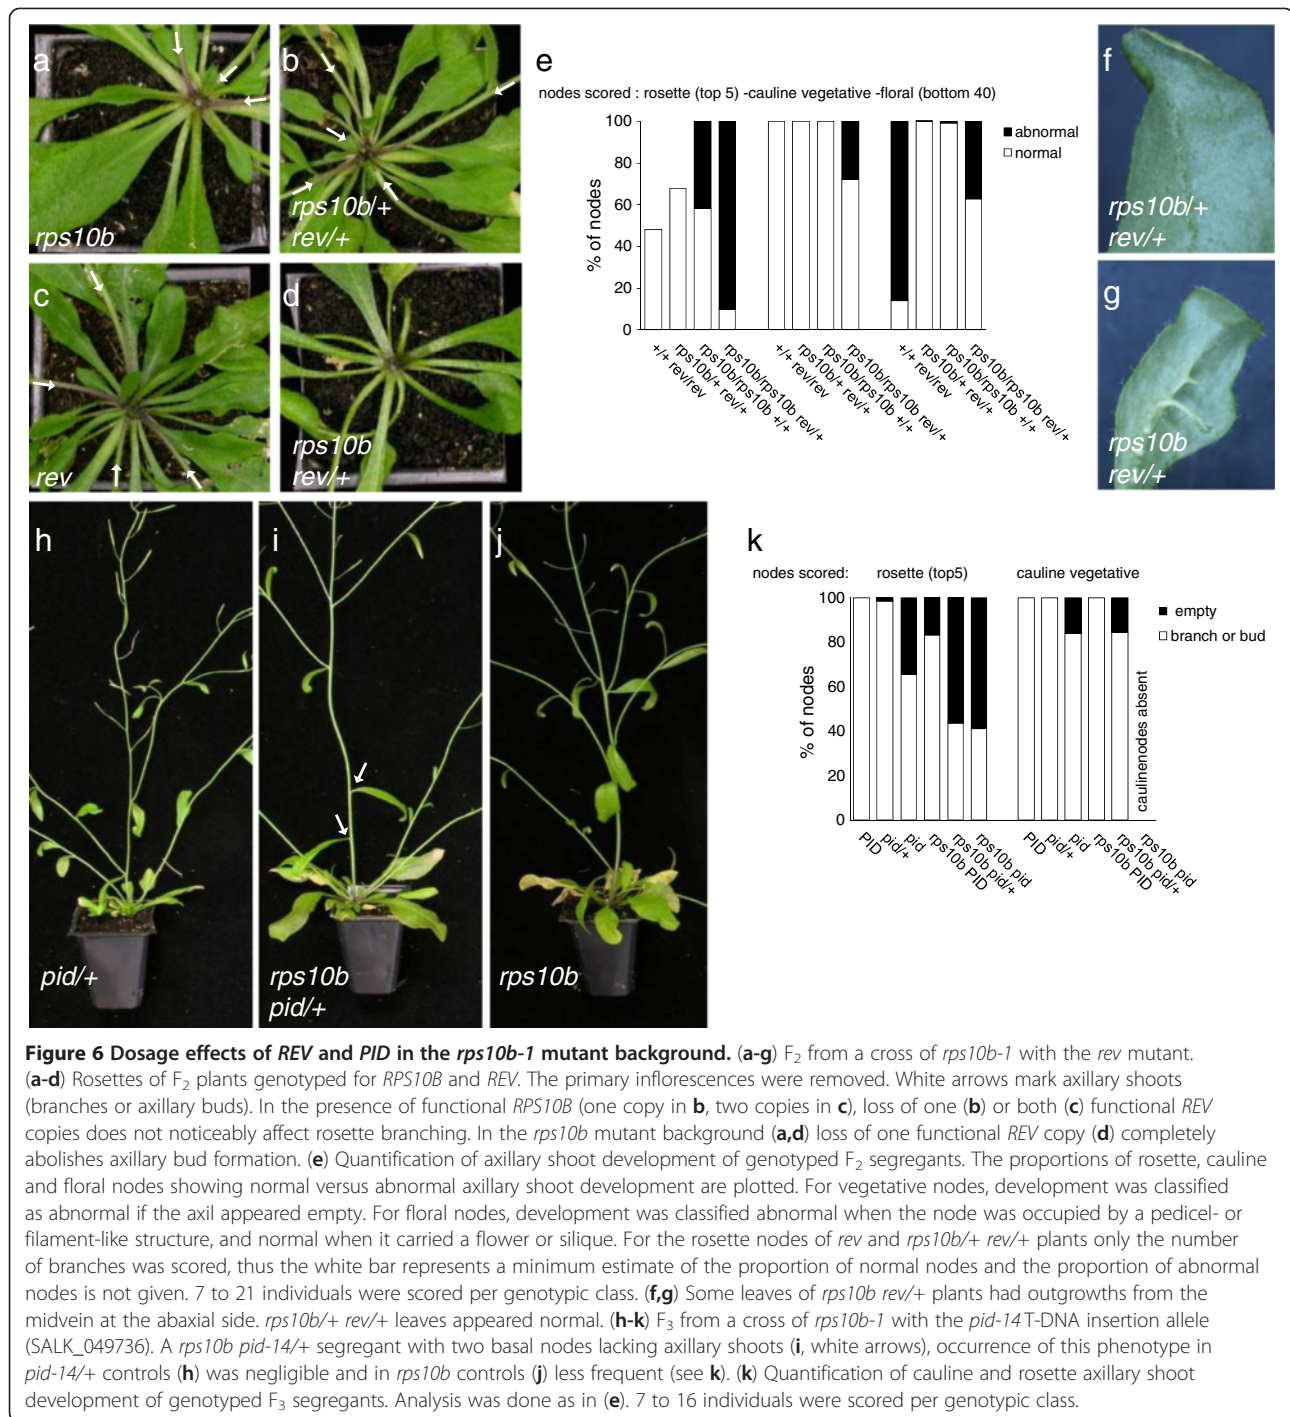 a
rps10b
b
rps10b/+
rev/+
c
rev
d
rps10b
rev/+
e
nodes scored : rosette (top 5) -cauline vegetative -floral (bottom 40)
abnormal
normal
% of nodes
100
80
60
40
20
0
+/+ rev/rev
rps10b/+ rev/+
rps10b/rps10b +/+
rps10b/rps10b rev/+
+/+ rev/rev
rps10b/+ rev/+
rps10b/rps10b +/+
rps10b/rps10b rev/+
+/+ rev/rev
rps10b/+ rev/+
rps10b/rps10b +/+
rps10b/rps10b rev/+
f
rps10b/+
rev/+
g
rps10b
rev/+
h
pid/+
i
rps10b
pid/+
j
rps10b
k
nodes scored: rosette (top5) cauline vegetative
empty
branch or bud
% of nodes
100
80
60
40
20
0
caulinenodes absent
PID
pid/+
pid
rps10b PID
rps10b pid/+
rps10b pid
PID
pid/+
pid
rps10b PID
rps10b pid/+
rps10b pid
Figure 6 Dosage effects of REV and PID in the rps10b-1 mutant background. (a-g) F2 from a cross of rps10b-1 with the rev mutant.
(a-d) Rosettes of F2 plants genotyped for RPS10B and REV. The primary inflorescences were removed. White arrows mark axillary shoots
(branches or axillary buds). In the presence of functional RPS10B (one copy in b, two copies in c), loss of one (b) or both (c) functional REV
copies does not noticeably affect rosette branching. In the rps10b mutant background (a,d) loss of one functional REV copy (d) completely
abolishes axillary bud formation. (e) Quantification of axillary shoot development of genotyped F2 segregants. The proportions of rosette, cauline
and floral nodes showing normal versus abnormal axillary shoot development are plotted. For vegetative nodes, development was classified
as abnormal if the axil appeared empty. For floral nodes, development was classified abnormal when the node was occupied by a pedicel- or
filament-like structure, and normal when it carried a flower or silique. For the rosette nodes of rev and rps10b/+ rev/+ plants only the number
of branches was scored, thus the white bar represents a minimum estimate of the proportion of normal nodes and the proportion of abnormal
nodes is not given. 7 to 21 individuals were scored per genotypic class. (f,g) Some leaves of rps10b rev/+ plants had outgrowths from the
midvein at the abaxial side. rps10b/+ rev/+ leaves appeared normal. (h-k) F3 from a cross of rps10b-1 with the pid-14 T-DNA insertion allele
(SALK_049736). A rps10b pid-14/+ segregant with two basal nodes lacking axillary shoots (i, white arrows), occurrence of this phenotype in
pid-14/+ controls (h) was negligible and in rps10b controls (j) less frequent (see k). (k) Quantification of cauline and rosette axillary shoot
development of genotyped F3 segregants. Analysis was done as in (e). 7 to 16 individuals were scored per genotypic class.